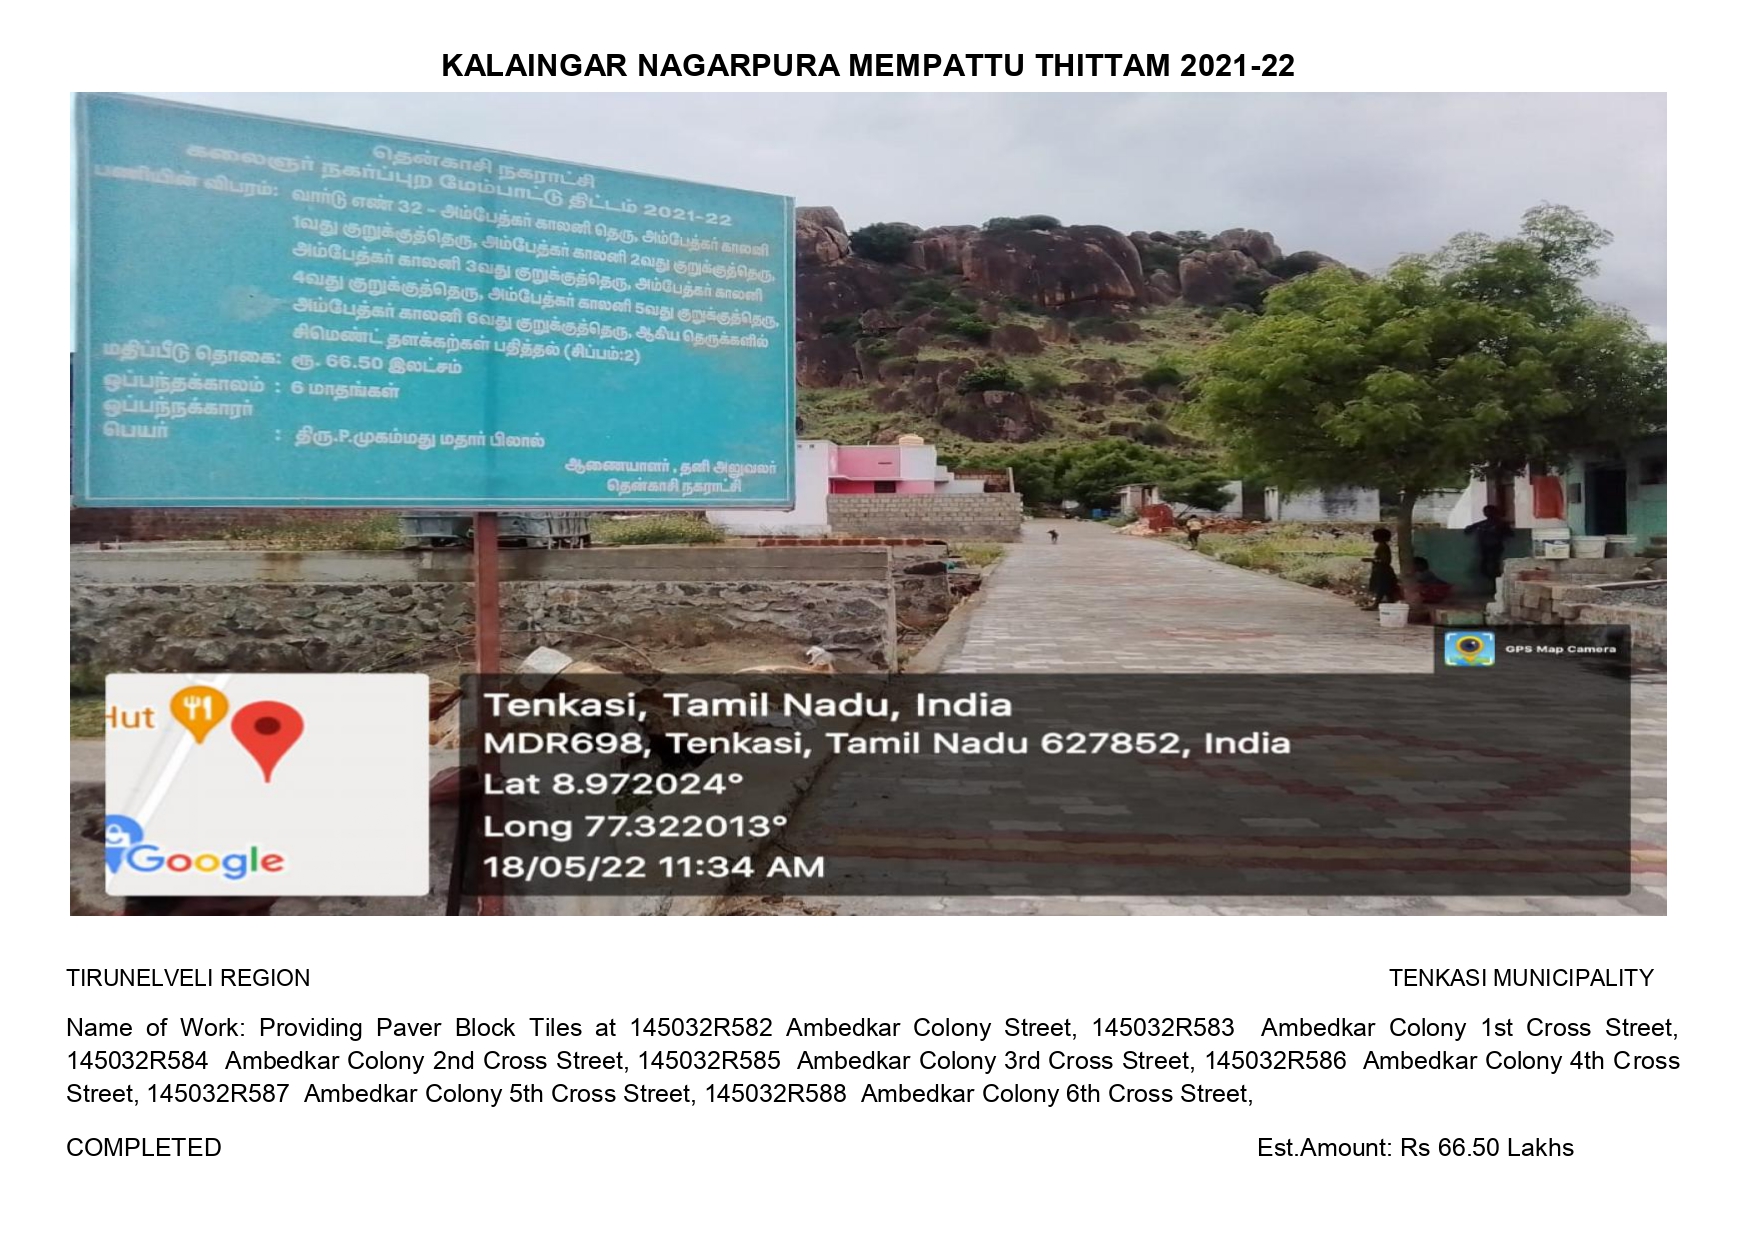 KALAINGAR NAGARPURA MEMPATTU THITTAM 2021-22
தென்காசி நகராட்சி
கலைஞர் நகர்ப்புற மேம்பாட்டு திட்டம் 2021-22
பணியின் விபரம்: வார்டு எண் 32 - அம்பேத்கர் காலனி தெரு, அம்பேத்கர் காலனி
1வது குறுக்குத்தெரு, அம்பேத்கர் காலனி 2வது குறுக்குத்தெரு,
அம்பேத்கர் காலனி 3வது குறுக்குத்தெரு, அம்பேத்கர் காலனி
4வது குறுக்குத்தெரு, அம்பேத்கர் காலனி 5வது குறுக்குத்தெரு,
அம்பேத்கர் காலனி 6வது குறுக்குத்தெரு, ஆகிய தெருக்களில்
சிமெண்ட் தளக்கற்கள் பதித்தல் (சிப்பம்:2)
மதிப்பீடு தொகை: ரூ. 66.50 இலட்சம்
ஒப்பந்தக்காலம் : 6 மாதங்கள்
ஒப்பந்நக்காரர்
பெயர் : திரு.P.முகம்மது மதார் பிலால்
ஆணையாளர் , தனி அலுவலர்
தென்காசி நகராட்சி
GPS Map Camera
Hut
Google
Tenkasi, Tamil Nadu, India
MDR698, Tenkasi, Tamil Nadu 627852, India
Lat 8.972024°
Long 77.322013°
18/05/22 11:34 AM
TIRUNELVELI REGION TENKASI MUNICIPALITY
Name of Work: Providing Paver Block Tiles at 145032R582 Ambedkar Colony Street, 145032R583 Ambedkar Colony 1st Cross Street,
145032R584 Ambedkar Colony 2nd Cross Street, 145032R585 Ambedkar Colony 3rd Cross Street, 145032R586 Ambedkar Colony 4th Cross
Street, 145032R587 Ambedkar Colony 5th Cross Street, 145032R588 Ambedkar Colony 6th Cross Street,
COMPLETED Est.Amount: Rs 66.50 Lakhs